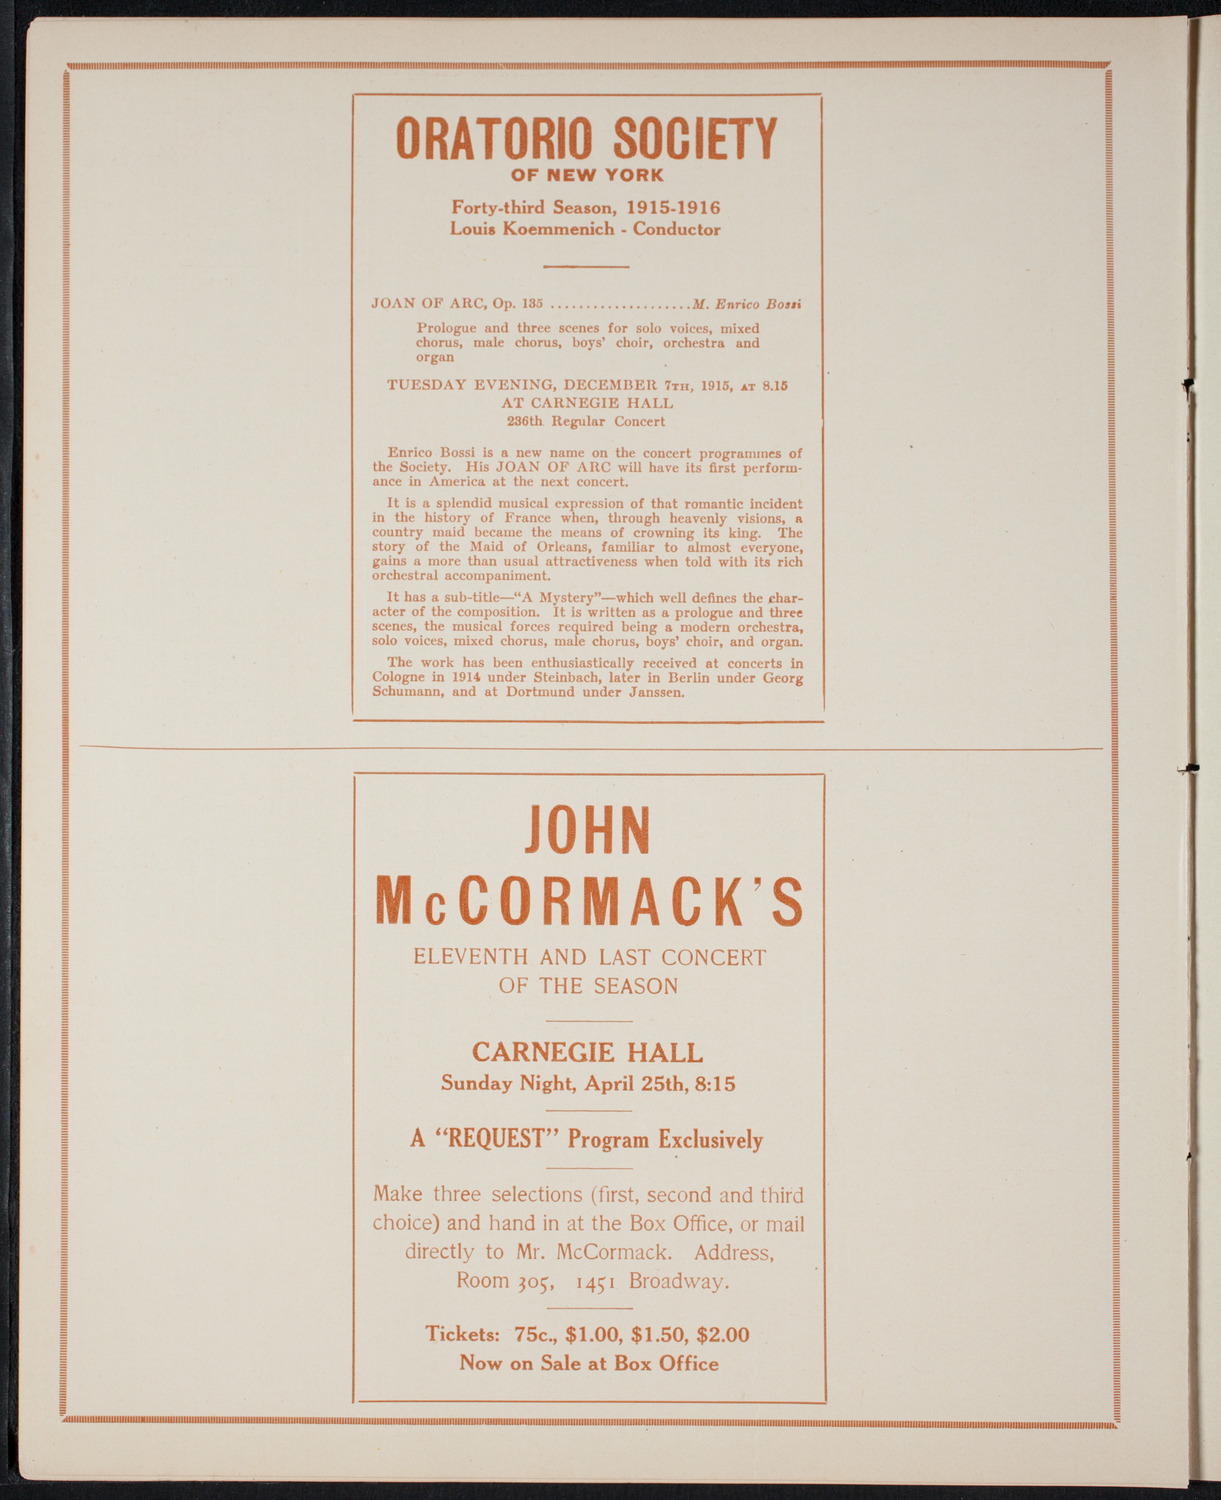 ORATORIO SOCIETY
OF NEW YORK
Forty-third Season, 1915-1916
Louis Koemmenich - Conductor
JOAN OF ARC, Op. 135 ....................M. Enrico Bossi
Prologue and three scenes for solo voices, mixed
chorus, male chorus, boys' choir, orchestra and
organ
TUESDAY EVENING, DECEMBER 7TH, 1915, AT 8.15
AT CARNEGIE HALL
236th Regular Concert
Enrico Bossi is a new name on the concert programmes of
the Society. His JOAN OF ARC will have its first perform-
ance in America at the next concert.
It is a splendid musical expression of that romantic incident
in the history of France when, through heavenly visions, a
country maid became the means of crowning its king. The
story of the Maid of Orleans, familiar to almost everyone,
gains a more than usual attractiveness when told with its rich
orchestral accompaniment.
It has a sub-title—“A Mystery”—which well defines the char-
acter of the composition. It is written as a prologue and three
scenes, the musical forces required being a modern orchestra,
solo voices, mixed chorus, male chorus, boys' choir, and organ.
The work has been enthusiastically received at concerts in
Cologne in 1914 under Steinbach, later in Berlin under Georg
Schumann, and at Dortmund under Janssen.
JOHN
McCORMACK'S
ELEVENTH AND LAST CONCERT
OF THE SEASON
CARNEGIE HALL
Sunday Night, April 25th, 8:15
A “REQUEST” Program Exclusively
Make three selections (first, second and third
choice) and hand in at the Box Office, or mail
directly to Mr. McCormack. Address,
Room 305, 1451 Broadway.
Tickets: 75c., $1.00, $1.50, $2.00
Now on Sale at Box Office